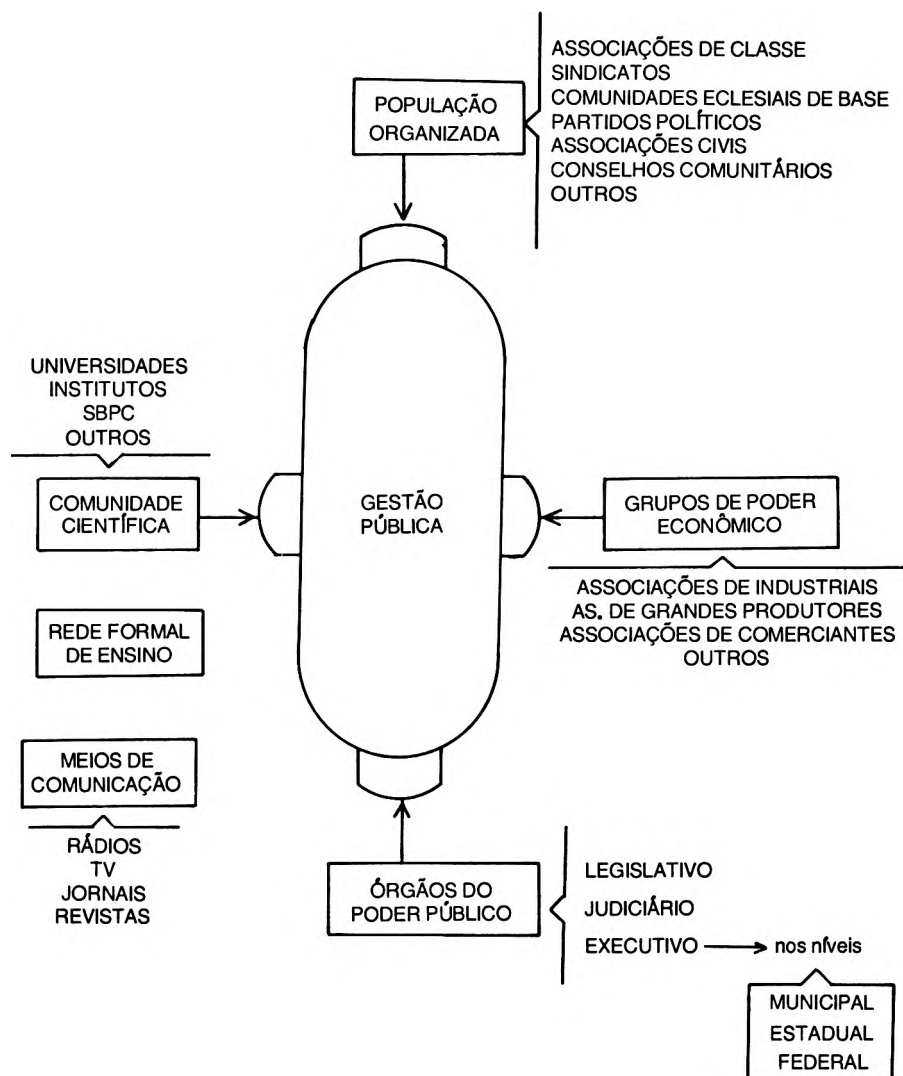 POPULAÇÃO
ORGANIZADA
ASSOCIAÇÕES DE CLASSE
SINDICATOS
COMUNIDADES ECLESIAIS DE BASE
PARTIDOS POLÍTICOS
ASSOCIAÇÕES CIVIS
CONSELHOS COMUNITÁRIOS
OUTROS
UNIVERSIDADES
INSTITUTOS
SBPC
OUTROS
COMUNIDADE
CIENTÍFICA
GESTÃO
PÚBLICA
GRUPOS DE PODER
ECONÔMICO
ASSOCIAÇÕES DE INDUSTRIAIS
AS. DE GRANDES PRODUTORES
ASSOCIAÇÕES DE COMERCIANTES
OUTROS
REDE FORMAL
DE ENSINO
MEIOS DE
COMUNICAÇÃO
RÁDIOS
TV
JORNAIS
REVISTAS
ÓRGÃOS DO
PODER PÚBLICO
LEGISLATIVO
JUDICIÁRIO
EXECUTIVO nos níveis
MUNICIPAL
ESTADUAL
FEDERAL